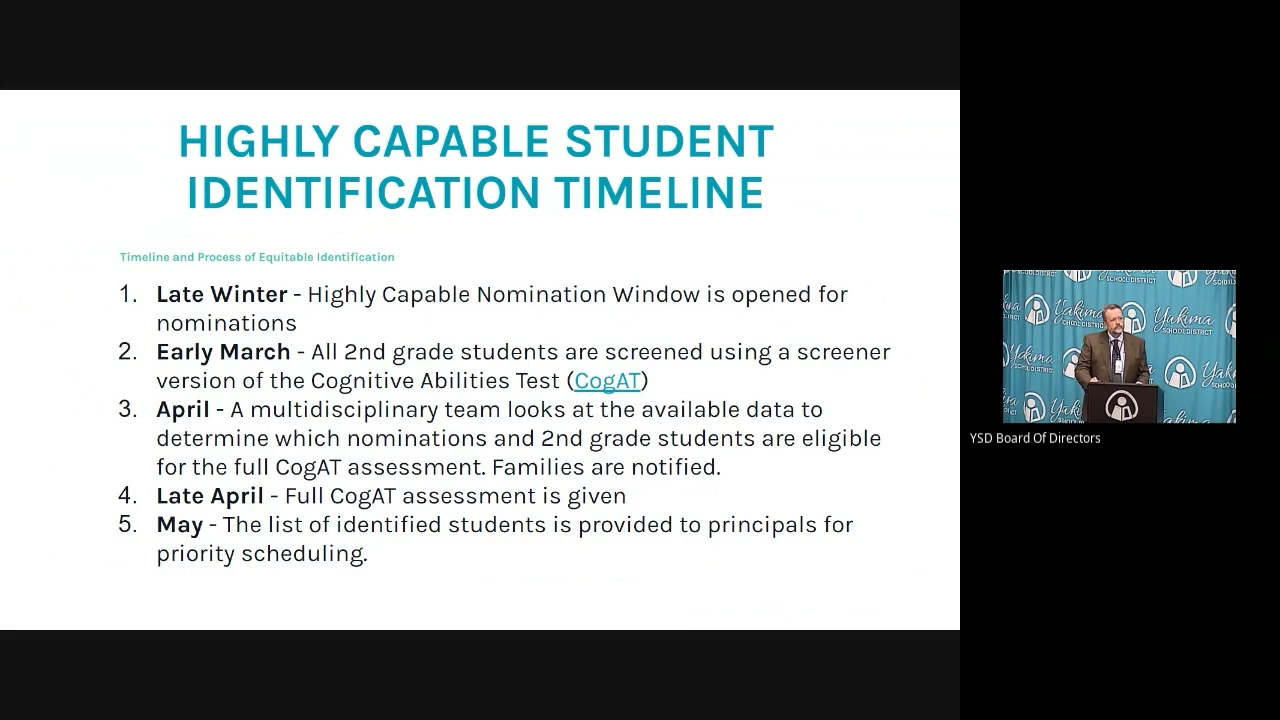 HIGHLY CAPABLE STUDENT
IDENTIFICATION TIMELINE
Timeline and Process of Equitable Identification
1. Late Winter - Highly Capable Nomination Window is opened for
nominations
2. Early March - All 2nd grade students are screened using a screener
version of the Cognitive Abilities Test (CogAT)
3. April - A multidisciplinary team looks at the available data to
determine which nominations and 2nd grade students are eligible
for the full CogAT assessment. Families are notified.
4. Late April - Full CogAT assessment is given
5. May - The list of identified students is provided to principals for
priority scheduling.
Yakima
SCHOOL DISTRICT
YSD Board Of Directors